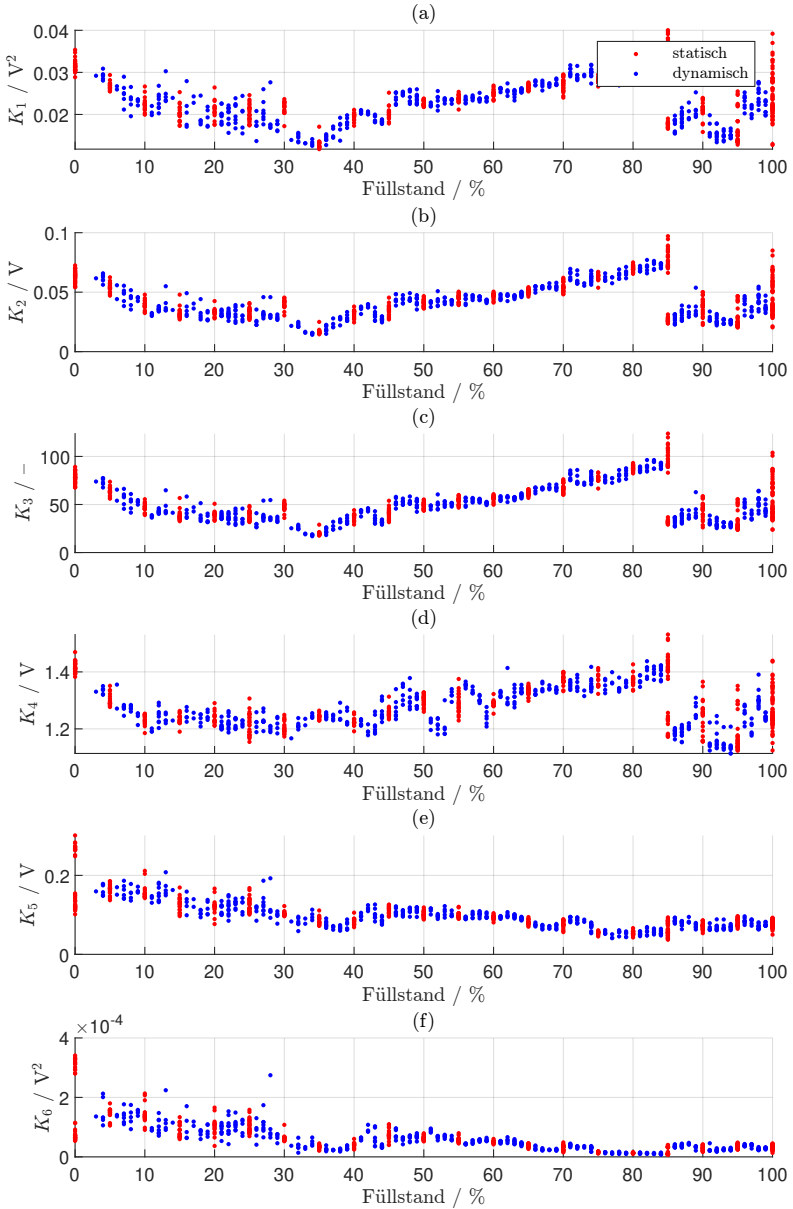 (a)
0.04
0.03
0.02
K₁ / V²
statisch
dynamisch
0 10 20 30 40 50 60 70 80 90 100
Füllstand / %
(b)
0.1
0.05
0
K₂ / V
0 10 20 30 40 50 60 70 80 90 100
Füllstand / %
(c)
100
50
0
K₃ / –
0 10 20 30 40 50 60 70 80 90 100
Füllstand / %
(d)
1.4
1.2
K₄ / V
0 10 20 30 40 50 60 70 80 90 100
Füllstand / %
(e)
0.2
0
K₅ / V
0 10 20 30 40 50 60 70 80 90 100
Füllstand / %
(f)
×10⁻⁴
4
2
0
K₆ / V²
0 10 20 30 40 50 60 70 80 90 100
Füllstand / %